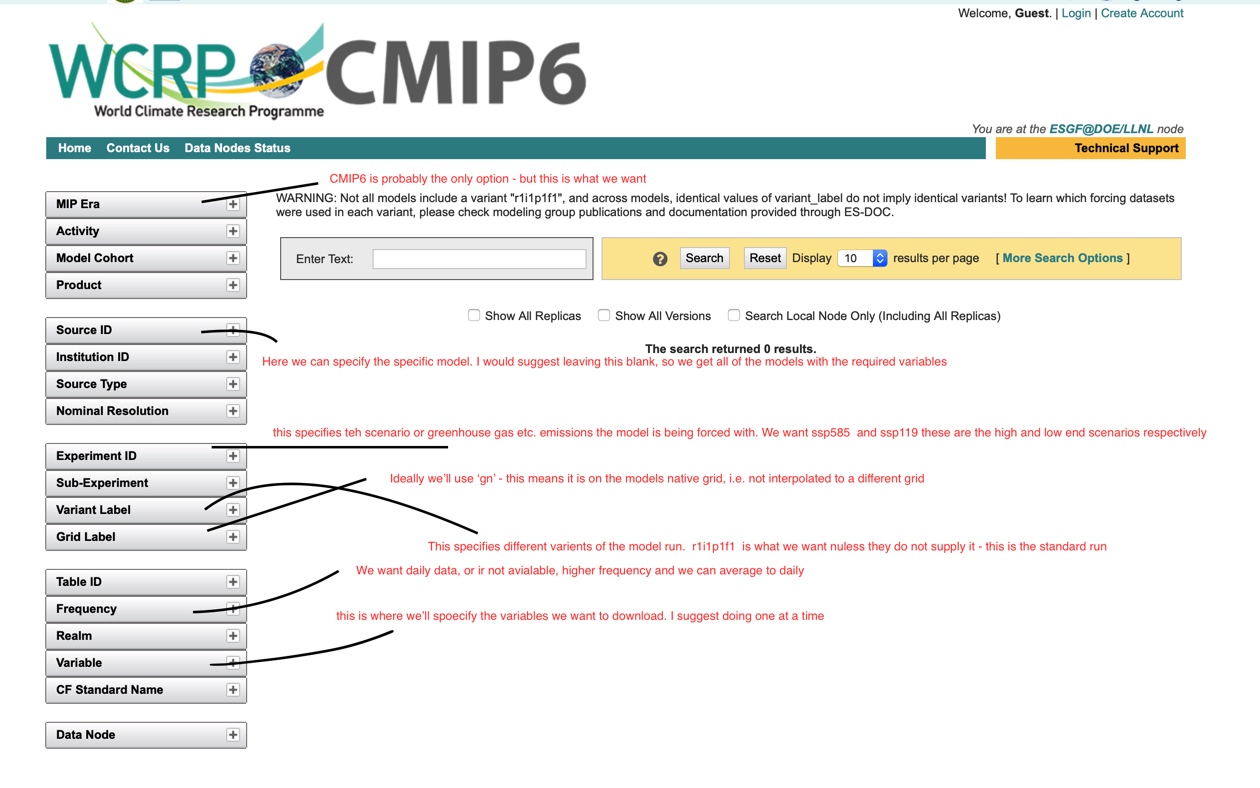 Welcome, Guest. | Login | Create Account
WCRP CMIP6
World Climate Research Programme
You are at the ESGF@DOE/LLNL node
Home Contact Us Data Nodes Status Technical Support
CMIP6 is probably the only option - but this is what we want
MIP Era
WARNING: Not all models include a variant "r1i1p1f1", and across models, identical values of variant_label do not imply identical variants! To learn which forcing datasets
were used in each variant, please check modeling group publications and documentation provided through ES-DOC.
Activity
Model Cohort
Product
Enter Text: ? Search Reset Display 10 results per page [ More Search Options ]
Show All Replicas Show All Versions Search Local Node Only (Including All Replicas)
Source ID
The search returned 0 results.
Here we can specify the specific model. I would suggest leaving this blank, so we get all of the models with the required variables
Institution ID
Source Type
Nominal Resolution
this specifies teh scenario or greenhouse gas etc. emissions the model is being forced with. We want ssp585 and ssp119 these are the high and low end scenarios respectively
Experiment ID
Sub-Experiment
Ideally we'll use 'gn' - this means it is on the models native grid, i.e. not interpolated to a different grid
Variant Label
Grid Label
This specifies different varients of the model run. r1i1p1f1 is what we want nuless they do not supply it - this is the standard run
We want daily data, or ir not avialable, higher frequency and we can average to daily
Table ID
Frequency
this is where we'll spoecify the variables we want to download. I suggest doing one at a time
Realm
Variable
CF Standard Name
Data Node